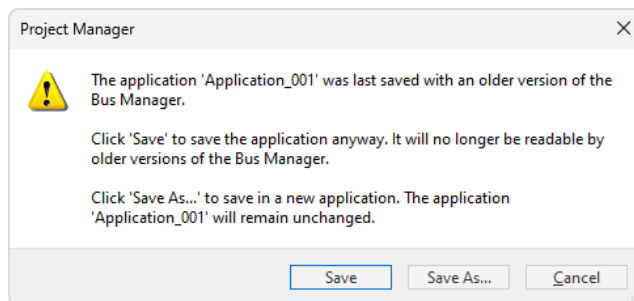 Project Manager
The application 'Application_001' was last saved with an older version of the
Bus Manager.
Click 'Save' to save the application anyway. It will no longer be readable by
older versions of the Bus Manager.
Click 'Save As...' to save in a new application. The application
'Application_001' will remain unchanged.
Save Save As... Cancel